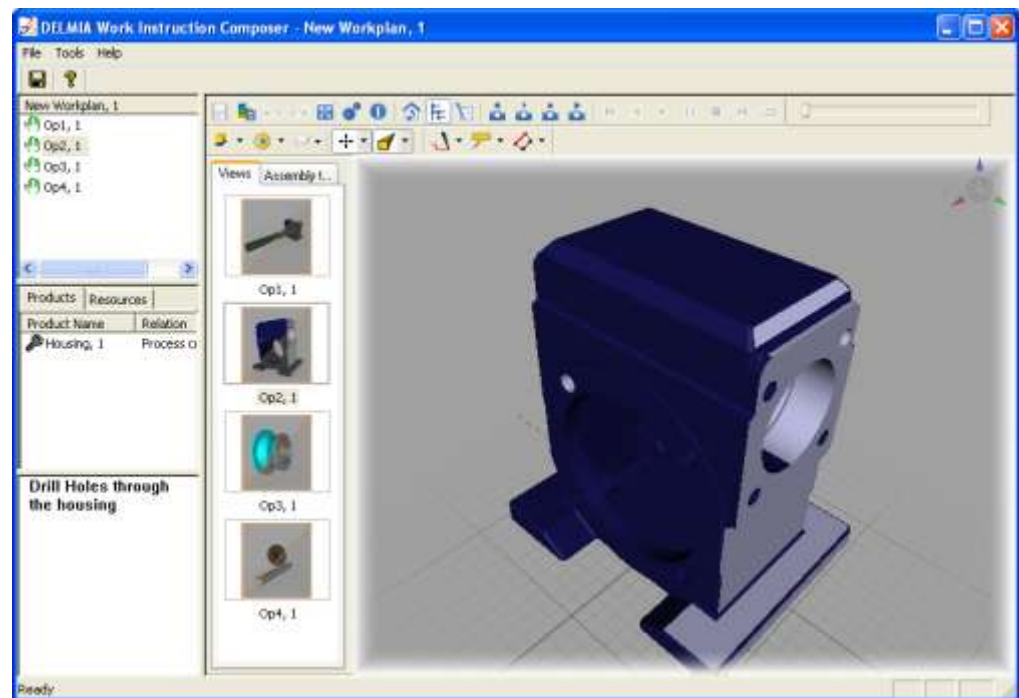 DELMIA Work Instruction Composer - New Workplan, 1
File Tools Help
New Workplan, 1
Op1, 1
Op2, 1
Op3, 1
Op4, 1
Products Resources
Product Name Relation
Housing, 1 Process o
Drill Holes through
the housing
Views Assembly t...
Op1, 1
Op2, 1
Op3, 1
Op4, 1
Ready